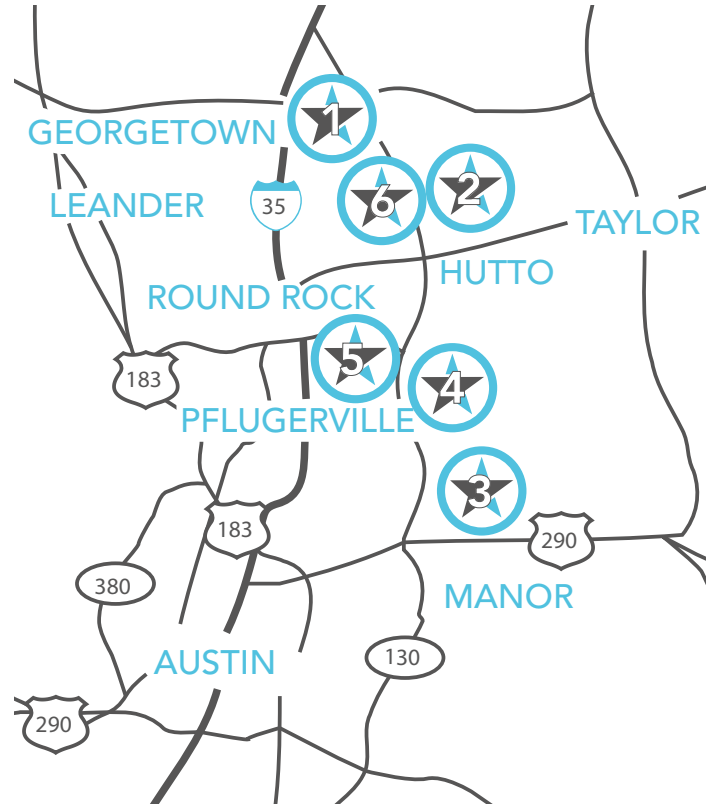 1
GEORGETOWN
2
6
LEANDER
35
TAYLOR
HUTTO
ROUND ROCK
5
183
4
PFLUGERVILLE
3
183
290
380
MANOR
130
AUSTIN
290